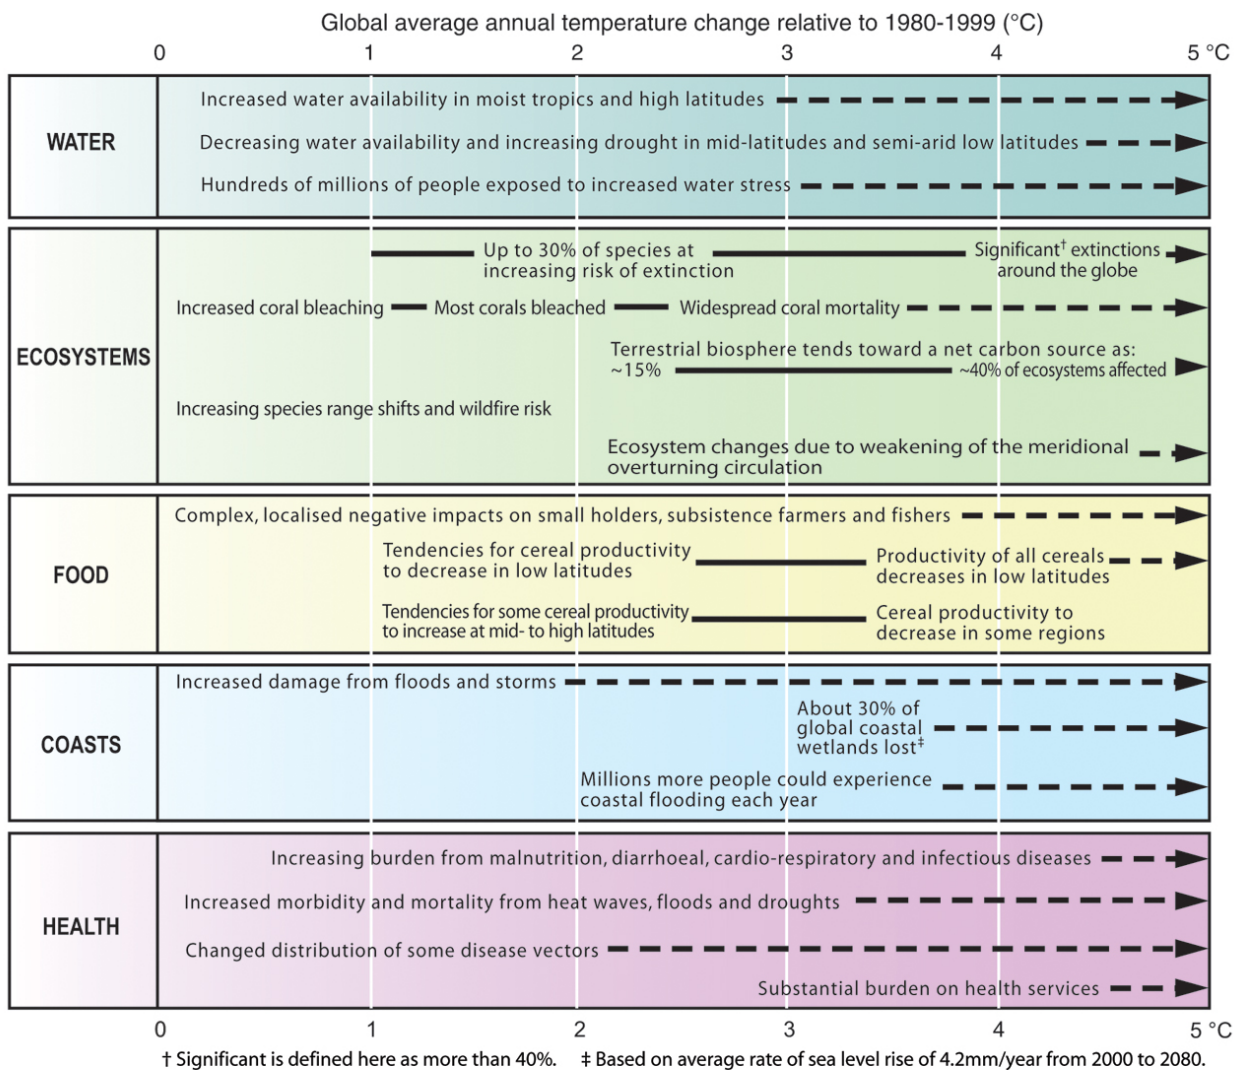 Global average annual temperature change relative to 1980-1999 (°C)
0 1 2 3 4 5 °C
WATER
Increased water availability in moist tropics and high latitudes
Decreasing water availability and increasing drought in mid-latitudes and semi-arid low latitudes
Hundreds of millions of people exposed to increased water stress
ECOSYSTEMS
Up to 30% of species at
increasing risk of extinction
Significant† extinctions
around the globe
Increased coral bleaching Most corals bleached Widespread coral mortality
Terrestrial biosphere tends toward a net carbon source as:
~15% ~40% of ecosystems affected
Increasing species range shifts and wildfire risk
Ecosystem changes due to weakening of the meridional
overturning circulation
FOOD
Complex, localised negative impacts on small holders, subsistence farmers and fishers
Tendencies for cereal productivity
to decrease in low latitudes
Productivity of all cereals
decreases in low latitudes
Tendencies for some cereal productivity
to increase at mid- to high latitudes
Cereal productivity to
decrease in some regions
COASTS
Increased damage from floods and storms
About 30% of
global coastal
wetlands lost‡
Millions more people could experience
coastal flooding each year
HEALTH
Increasing burden from malnutrition, diarrhoeal, cardio-respiratory and infectious diseases
Increased morbidity and mortality from heat waves, floods and droughts
Changed distribution of some disease vectors
Substantial burden on health services
0 1 2 3 4 5 °C
† Significant is defined here as more than 40%. ‡ Based on average rate of sea level rise of 4.2mm/year from 2000 to 2080.